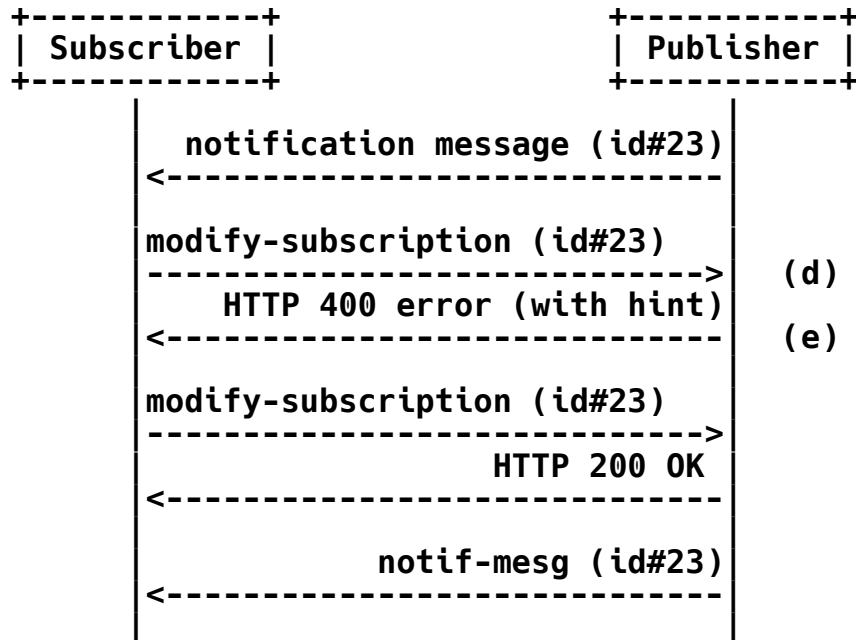 +------------+                 +-----------+
| Subscriber |                 | Publisher |
+------------+                 +-----------+
notification message (id#23)
<-----------------------------
modify-subscription (id#23)
----------------------------->  (d)
HTTP 400 error (with hint)
<-----------------------------  (e)
modify-subscription (id#23)
----------------------------->
HTTP 200 OK
<-----------------------------
notif-mesg (id#23)
<-----------------------------